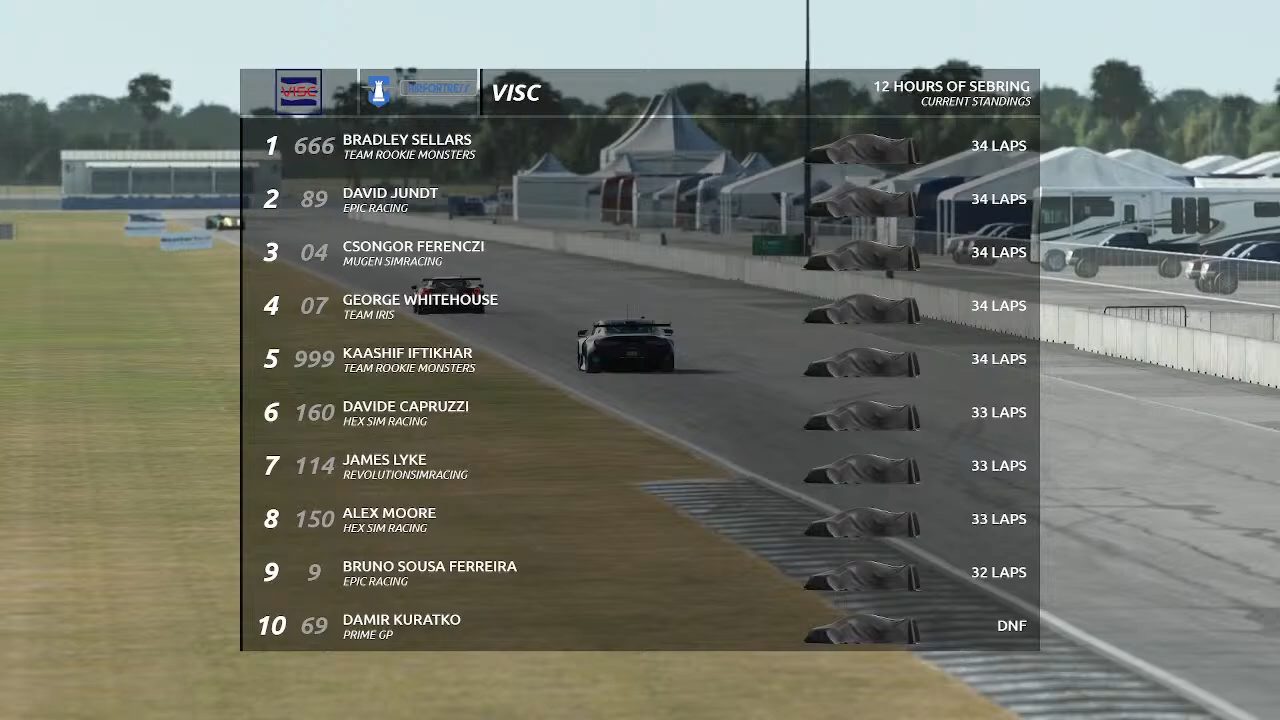 VISC
AIRFORTRESS
VISC
12 HOURS OF SEBRING
CURRENT STANDINGS
1 666 BRADLEY SELLARS 34 LAPS
TEAM ROOKIE MONSTERS
2 89 DAVID JUNDT 34 LAPS
EPIC RACING
3 04 CSONGOR FERENCZI 34 LAPS
MUGEN SIMRACING
4 07 GEORGE WHITEHOUSE 34 LAPS
TEAM IRIS
5 999 KAASHIF IFTIKHAR 34 LAPS
TEAM ROOKIE MONSTERS
6 160 DAVIDE CAPRUZZI 33 LAPS
HEX SIM RACING
7 114 JAMES LYKE 33 LAPS
REVOLUTIONSIMRACING
8 150 ALEX MOORE 33 LAPS
HEX SIM RACING
9 9 BRUNO SOUSA FERREIRA 32 LAPS
EPIC RACING
10 69 DAMIR KURATKO DNF
PRIME GP